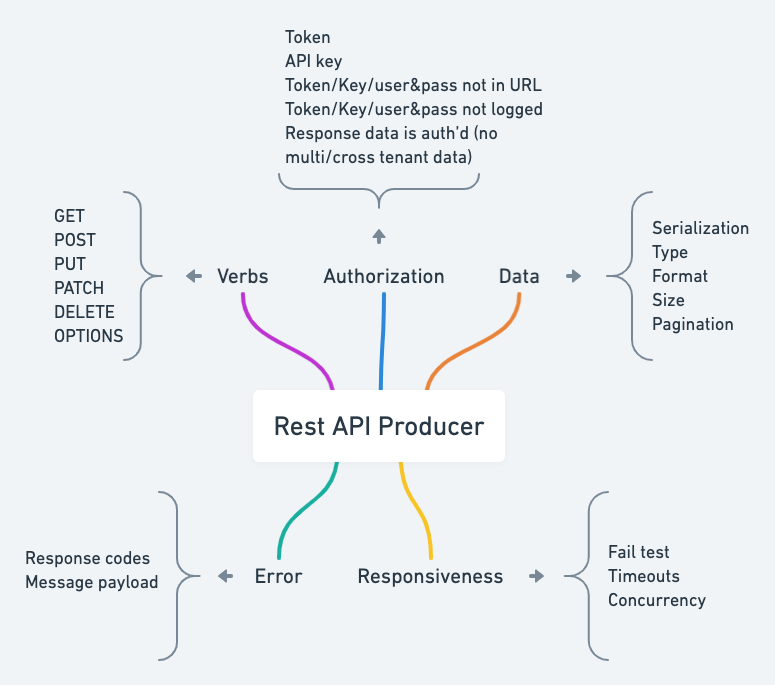 Token
API key
Token/Key/user&pass not in URL
Token/Key/user&pass not logged
Response data is auth’d (no
multi/cross tenant data)
GET
POST
PUT
PATCH
DELETE
OPTIONS
Verbs
Authorization
Data
Serialization
Type
Format
Size
Pagination
Rest API Producer
Response codes
Message payload
Error
Responsiveness
Fail test
Timeouts
Concurrency